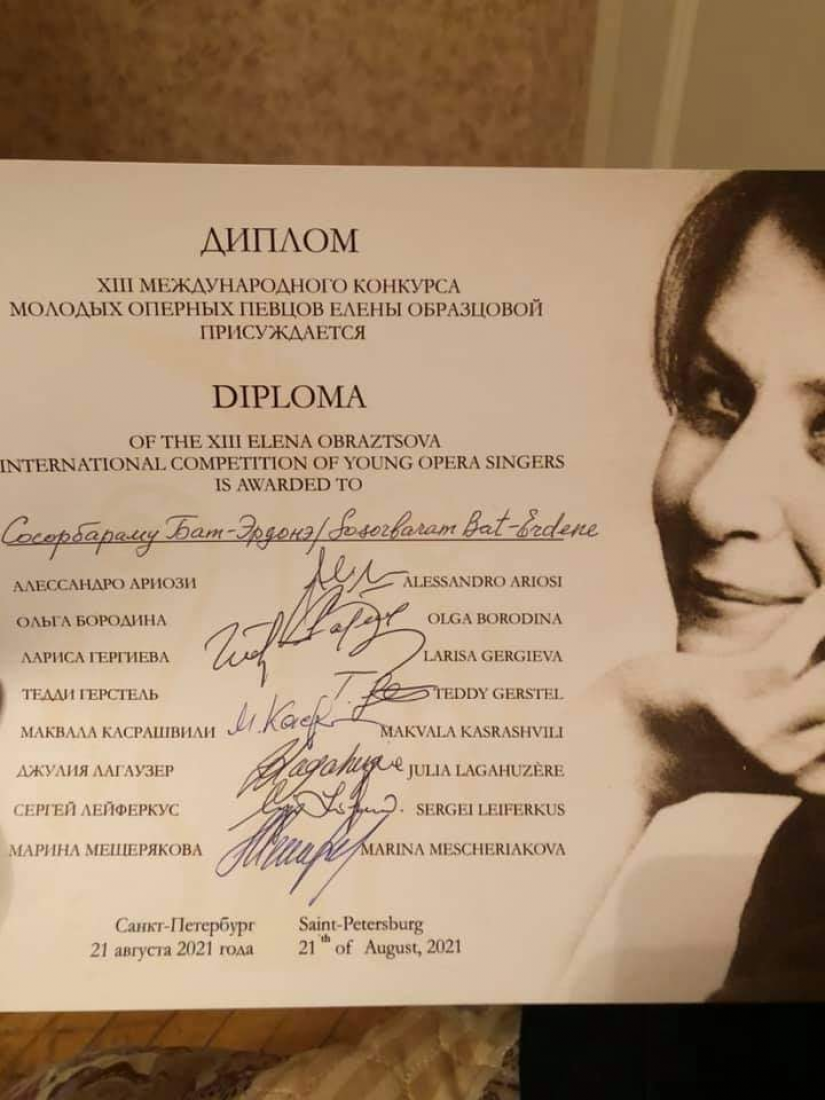 ДИПЛОМ
XIII МЕЖДУНАРОДНОГО КОНКУРСА
МОЛОДЫХ ОПЕРНЫХ ПЕВЦОВ ЕЛЕНЫ ОБРАЗЦОВОЙ
ПРИСУЖДАЕТСЯ
DIPLOMA
OF THE XIII ELENA OBRAZTSOVA
INTERNATIONAL COMPETITION OF YOUNG OPERA SINGERS
IS AWARDED TO
Сосорбараму Бат-Эрдэнэ/Sosorbaram Bat-Erdene
АЛЕССАНДРО АРИОЗИ ALESSANDRO ARIOSI
ОЛЬГА БОРОДИНА OLGA BORODINA
ЛАРИСА ГЕРГИЕВА LARISA GERGIEVA
ТЕДДИ ГЕРСТЕЛЬ TEDDY GERSTEL
МАКВАЛА КАСРАШВИЛИ MAKVALA KASRASHVILI
ДЖУЛИЯ ЛАГАУЗЕР JULIA LAGAHUZÈRE
СЕРГЕЙ ЛЕЙФЕРКУС SERGEI LEIFERKUS
МАРИНА МЕЩЕРЯКОВА MARINA MESCHERIAKOVA
Санкт-Петербург Saint-Petersburg
21 августа 2021 года 21th of August, 2021